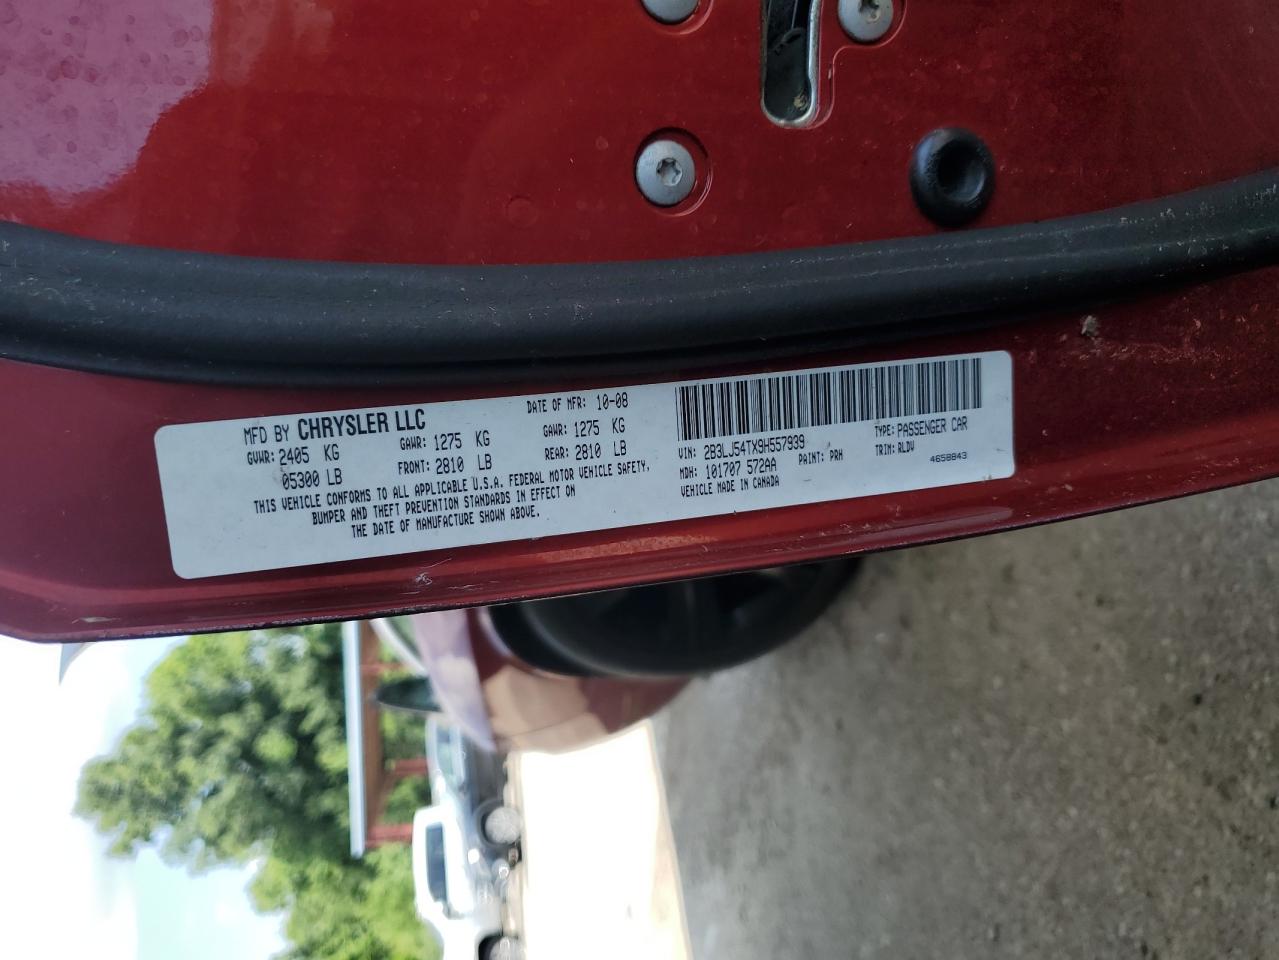 MFD BY CHRYSLER LLC DATE OF MFR: 10-08
GVWR: 2405 KG GAWR: 1275 KG GAWR: 1275 KG
05300 LB FRONT: 2810 LB REAR: 2810 LB
THIS VEHICLE CONFORMS TO ALL APPLICABLE U.S.A. FEDERAL MOTOR VEHICLE SAFETY,
BUMPER AND THEFT PREVENTION STANDARDS IN EFFECT ON
THE DATE OF MANUFACTURE SHOWN ABOVE.
VIN: 2B3LJ54TX9H557939 TYPE: PASSENGER CAR
MDH: 101707 572AA PAINT: PRH TRIM: RLDV
VEHICLE MADE IN CANADA 4658843